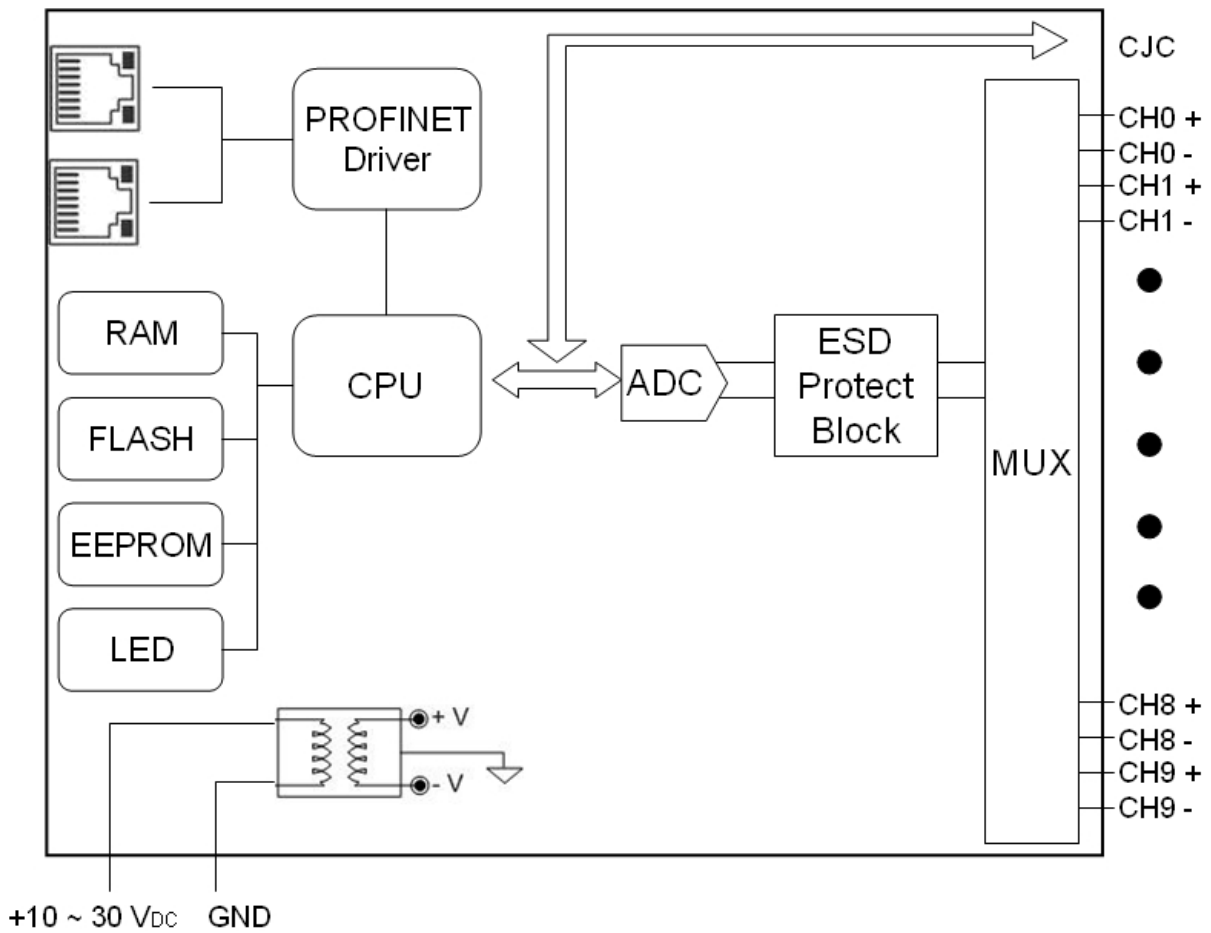 CJC
PROFINET
Driver
CH0 +
CH0 -
CH1 +
CH1 -
RAM
FLASH
EEPROM
LED
CPU
ADC
ESD
Protect
Block
MUX
CH8 +
CH8 -
CH9 +
CH9 -
+ V
- V
+10 ~ 30 VDC
GND